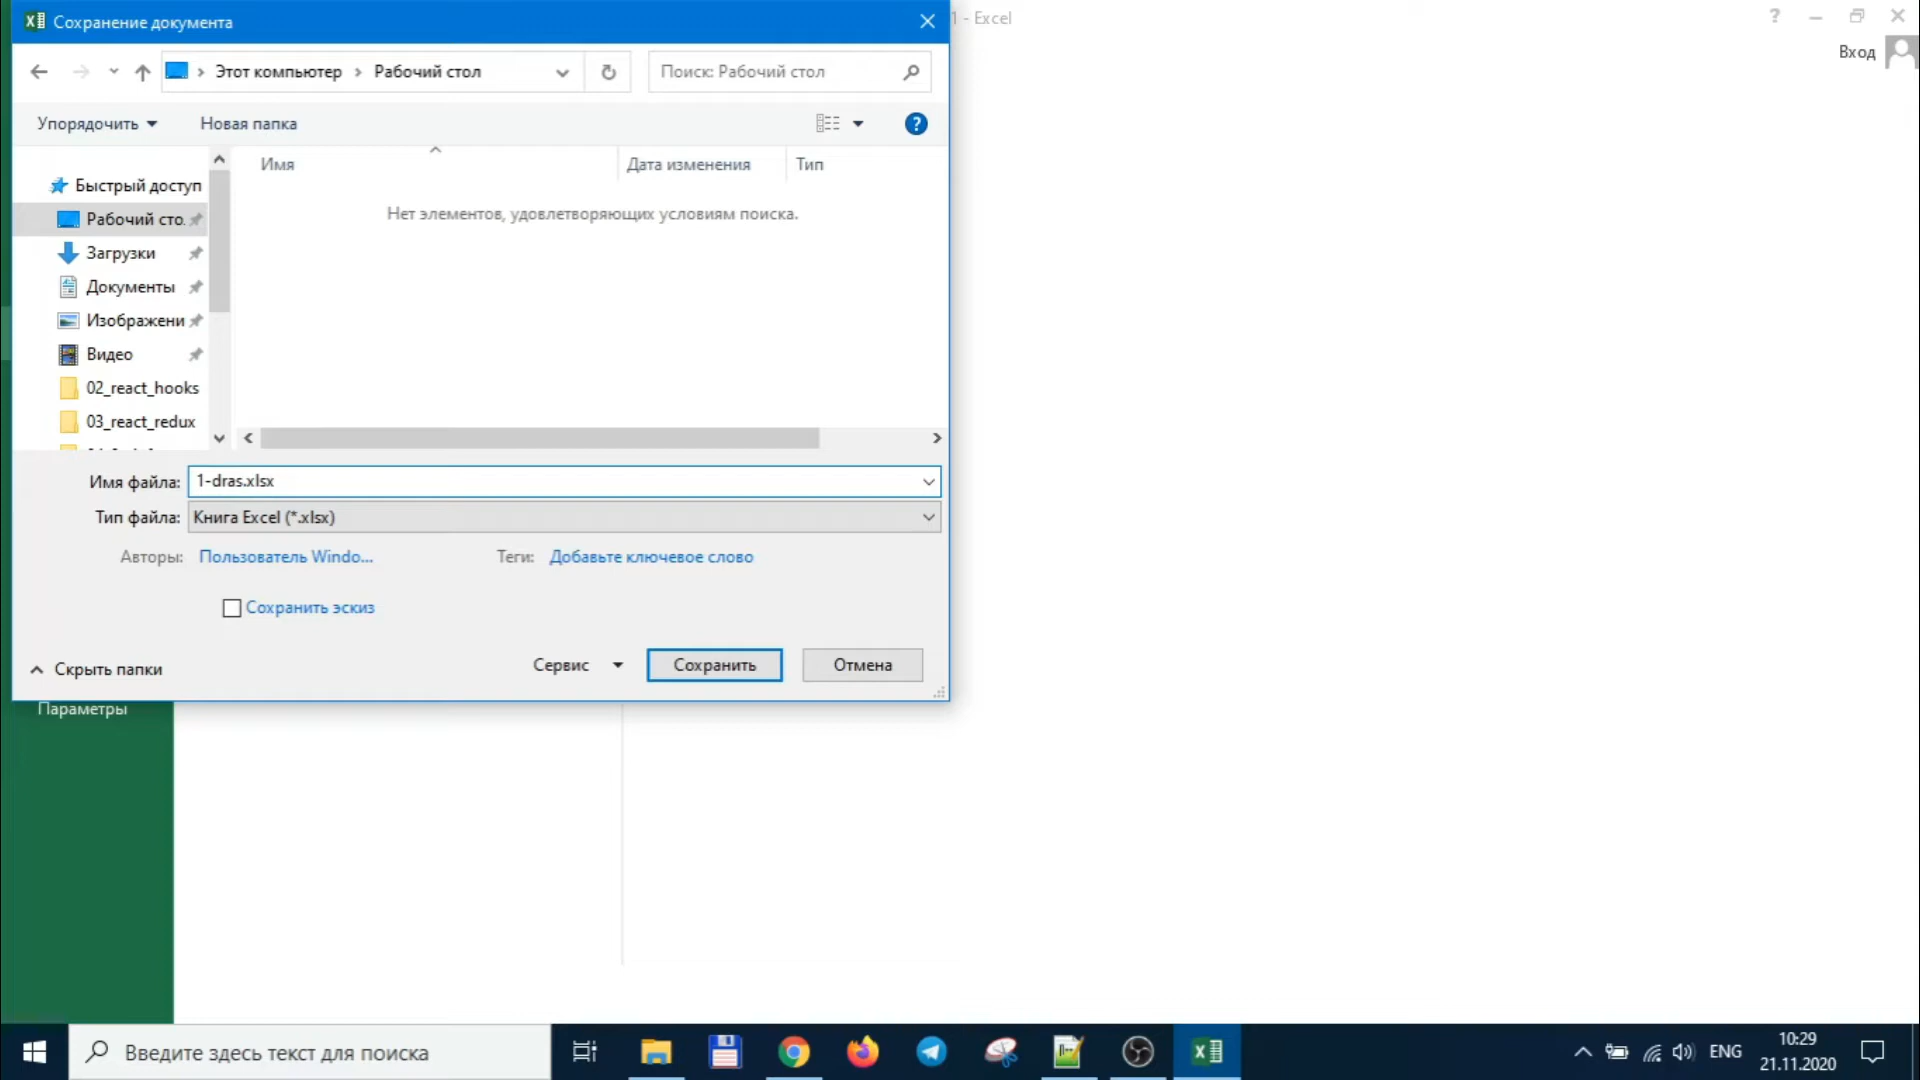 Сохранение документа
1 - Excel
Вход
Этот компьютер
Рабочий стол
Поиск: Рабочий стол
Упорядочить
Новая папка
Имя
Дата изменения
Тип
Нет элементов, удовлетворяющих условиям поиска.
Быстрый доступ
Рабочий сто.
Загрузки
Документы
Изображени
Видео
02_react_hooks
03_react_redux
Имя файла:
1-dras.xlsx
Тип файла:
Книга Excel (*.xlsx)
Авторы:
Пользователь Windo...
Теги:
Добавьте ключевое слово
Сохранить эскиз
Скрыть папки
Сервис
Сохранить
Отмена
Параметры
Введите здесь текст для поиска
ENG
10:29
21.11.2020